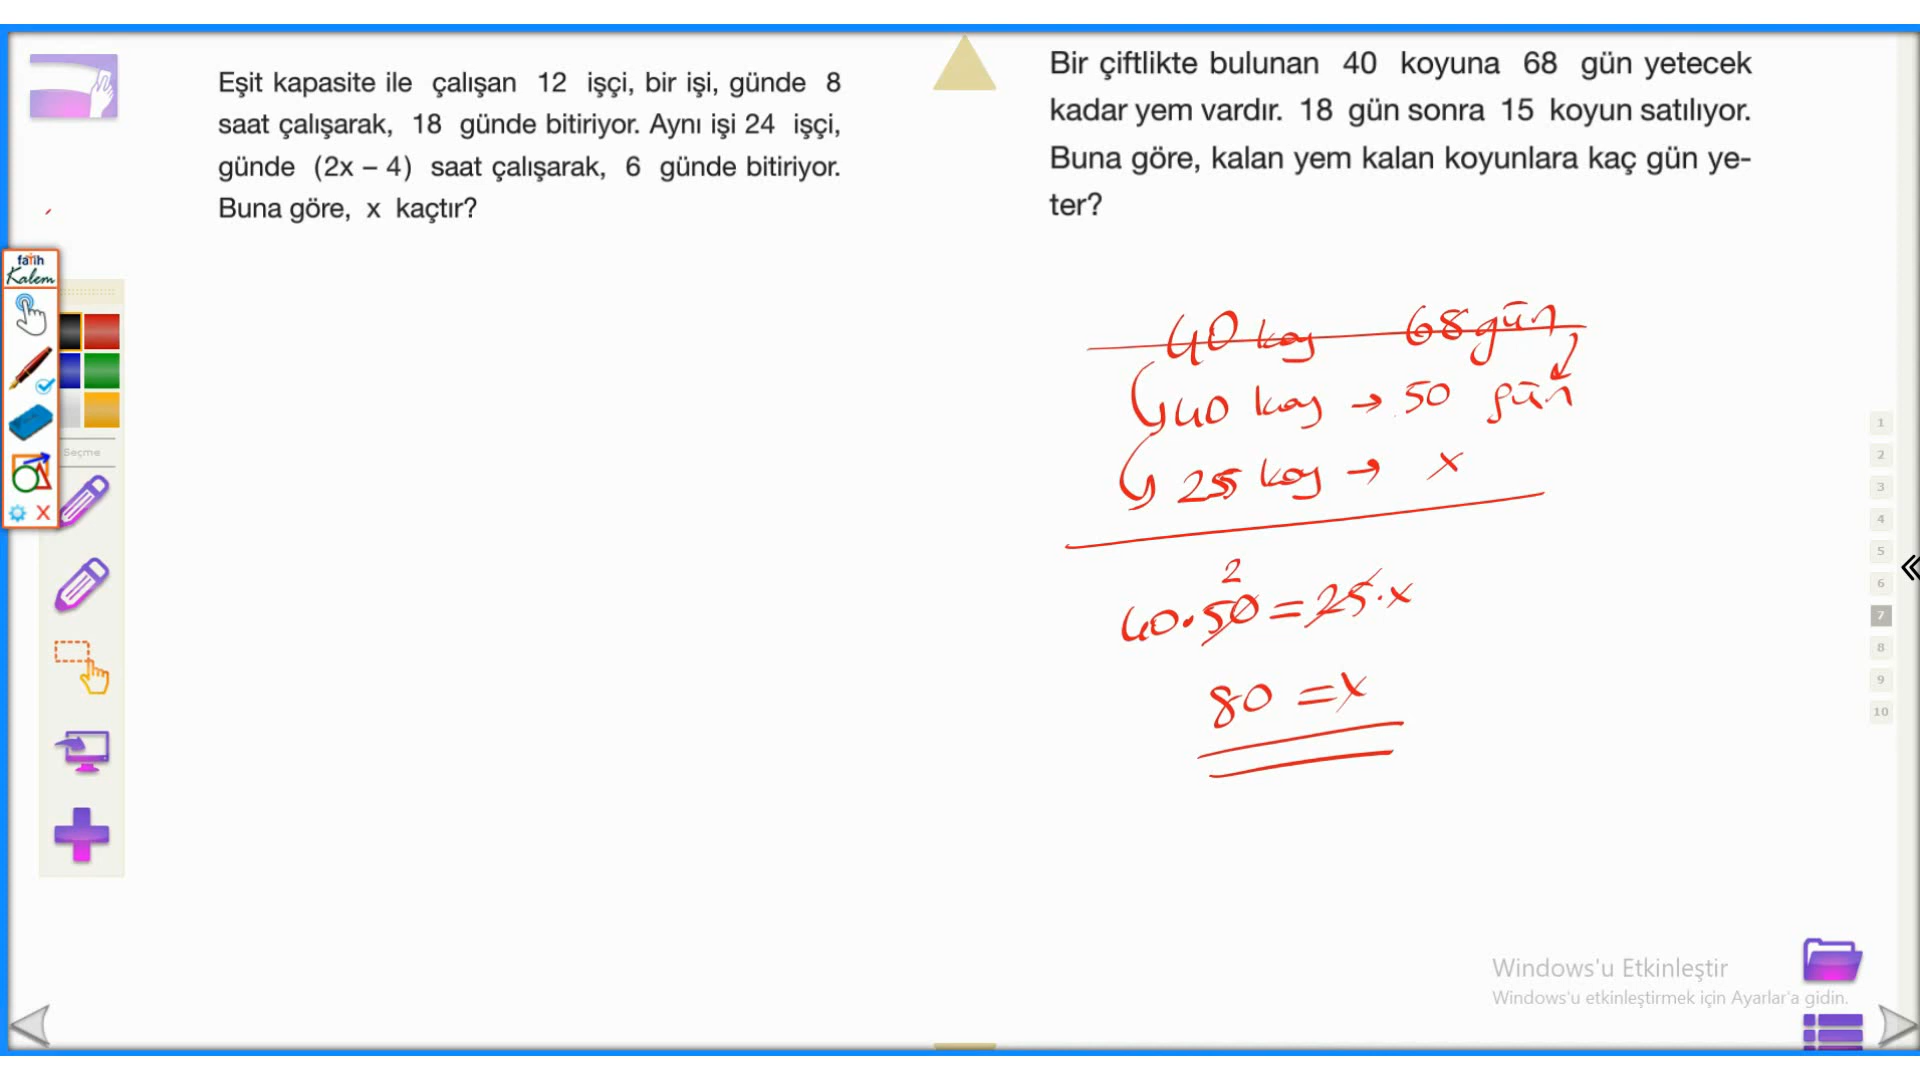 Eşit kapasite ile çalışan 12 işçi, bir işi, günde 8
saat çalışarak, 18 günde bitiriyor. Aynı işi 24 işçi,
günde (2x – 4) saat çalışarak, 6 günde bitiriyor.
Buna göre, x kaçtır?
Bir çiftlikte bulunan 40 koyuna 68 gün yetecek
kadar yem vardır. 18 gün sonra 15 koyun satılıyor.
Buna göre, kalan yem kalan koyunlara kaç gün ye-
ter?
40 koy 68 gün
40 koy → 50 gün
25 koy → x
2
40.50 = 25.x
80 = x
fatih
Kalem
Seçme
1
2
3
4
5
6
7
8
9
10
Windows'u Etkinleştir
Windows'u etkinleştirmek için Ayarlar'a gidin.